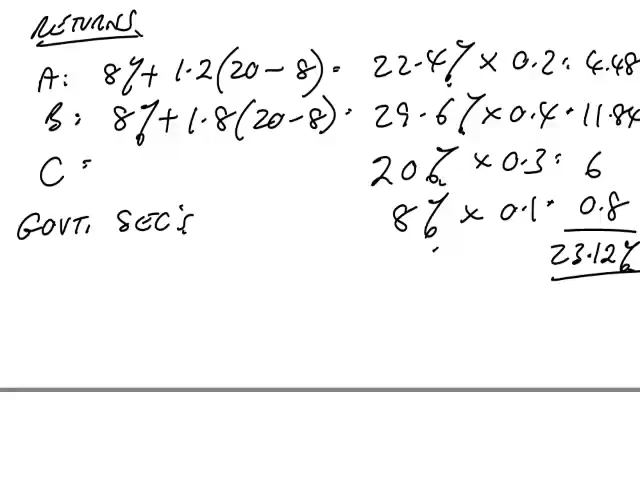 RETURNS
A: 8%+ 1.2(20-8) = 22.4% × 0.2 = 4.48
B: 8%+1.8(20-8) = 29.6% × 0.4 = 11.84
C = 20% × 0.3 = 6
GOVT. SEC's 8% × 0.1 = 0.8
23.12%